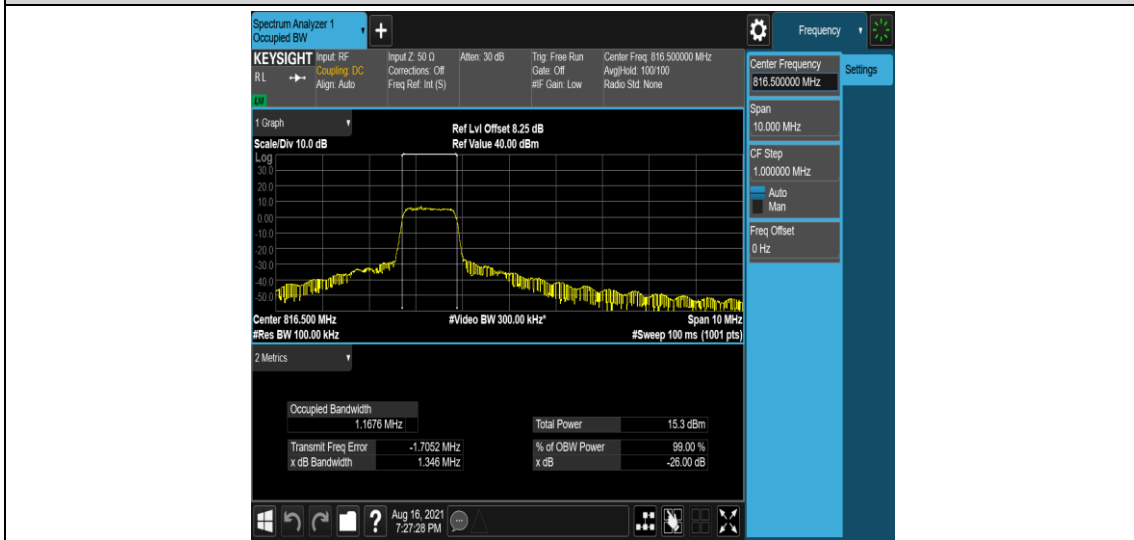 Spectrum Analyzer 1
Occupied BW
Frequency
KEYSIGHT
RL
Input: RF
Coupling: DC
Align: Auto
Input Z: 50 Ω
Corrections: Off
Freq Ref: Int (S)
Atten: 30 dB
Trig: Free Run
Gate: Off
#IF Gain: Low
Center Freq: 816.500000 MHz
Avg|Hold: 100/100
Radio Std: None
Center Frequency
816.500000 MHz
Settings
Span
10.000 MHz
CF Step
1.000000 MHz
Auto
Man
Freq Offset
0 Hz
1 Graph
Scale/Div 10.0 dB
Ref Lvl Offset 8.25 dB
Ref Value 40.00 dBm
Log
30.0
20.0
10.0
0.00
-10.0
-20.0
-30.0
-40.0
-50.0
Center 816.500 MHz
#Res BW 100.00 kHz
#Video BW 300.00 kHz*
Span 10 MHz
#Sweep 100 ms (1001 pts)
2 Metrics
Occupied Bandwidth
1.1676 MHz
Total Power 15.3 dBm
Transmit Freq Error -1.7052 MHz
% of OBW Power 99.00 %
x dB Bandwidth 1.346 MHz
x dB -26.00 dB
?
Aug 16, 2021
7:27:28 PM